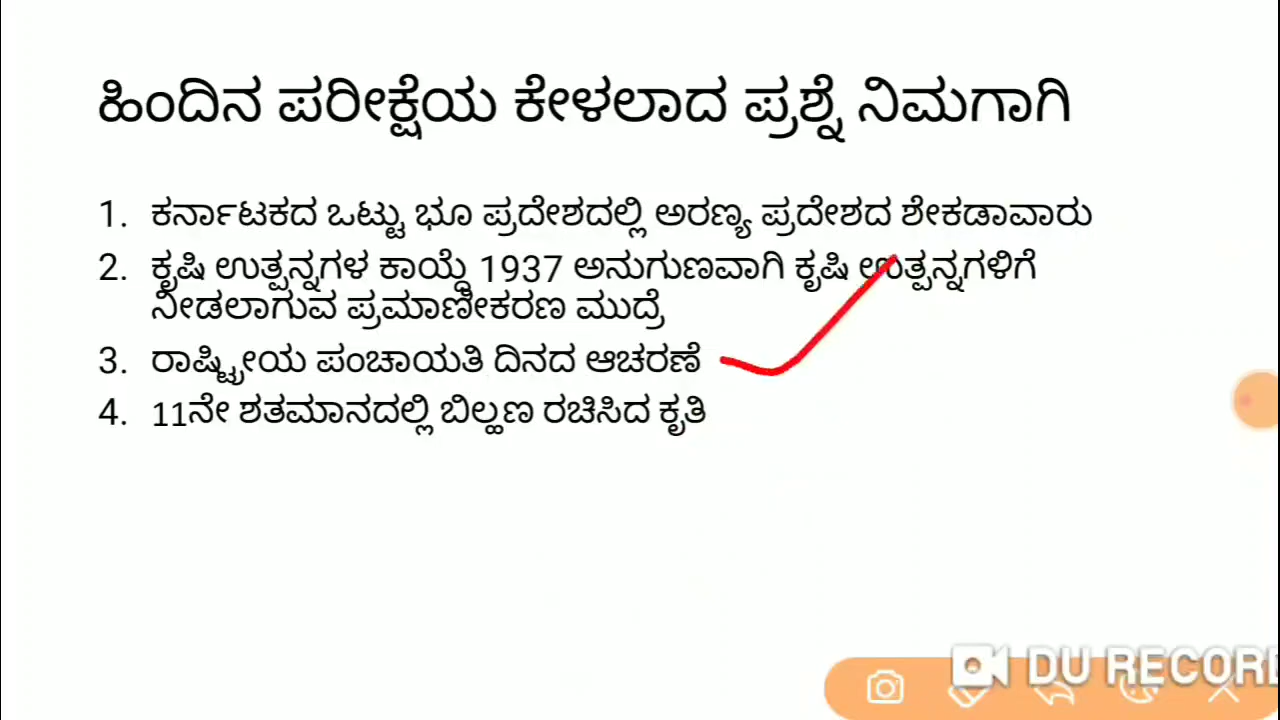 ಹಿಂದಿನ ಪರೀಕ್ಷೆಯ ಕೇಳಲಾದ ಪ್ರಶ್ನೆ ನಿಮಗಾಗಿ
1. ಕರ್ನಾಟಕದ ಒಟ್ಟು ಭೂ ಪ್ರದೇಶದಲ್ಲಿ ಅರಣ್ಯ ಪ್ರದೇಶದ ಶೇಕಡಾವಾರು
2. ಕೃಷಿ ಉತ್ಪನ್ನಗಳ ಕಾಯ್ದೆ 1937 ಅನುಗುಣವಾಗಿ ಕೃಷಿ ಉತ್ಪನ್ನಗಳಿಗೆ
ನೀಡಲಾಗುವ ಪ್ರಮಾಣೀಕರಣ ಮುದ್ರೆ
3. ರಾಷ್ಟ್ರೀಯ ಪಂಚಾಯತಿ ದಿನದ ಆಚರಣೆ
4. 11ನೇ ಶತಮಾನದಲ್ಲಿ ಬಿಲ್ಹಣ ರಚಿಸಿದ ಕೃತಿ
DU RECORD